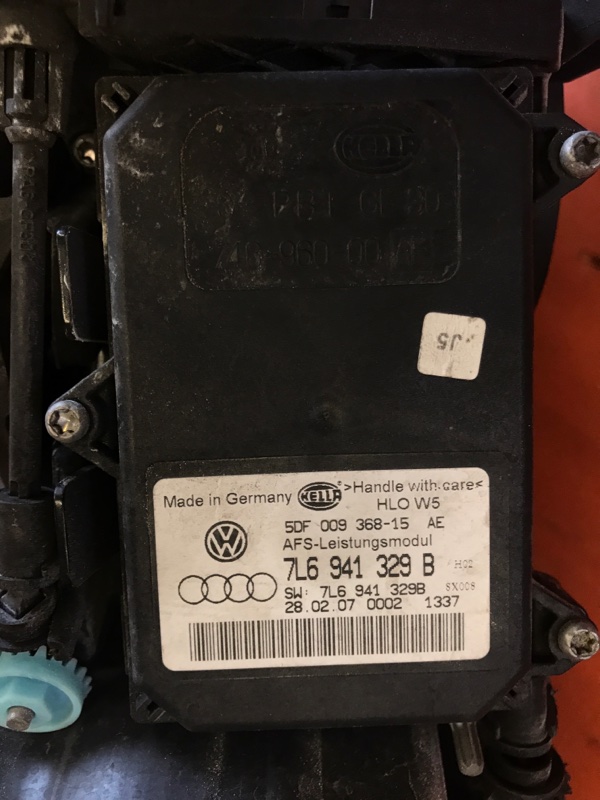 HELLA
J5
Made in Germany HELLA >Handle with care<
HLO W5
5DF 009 368-15 AE
AFS-Leistungsmodul
7L6 941 329 B H02
SW: 7L6 941 329B SX008
28.02.07 0002 1337